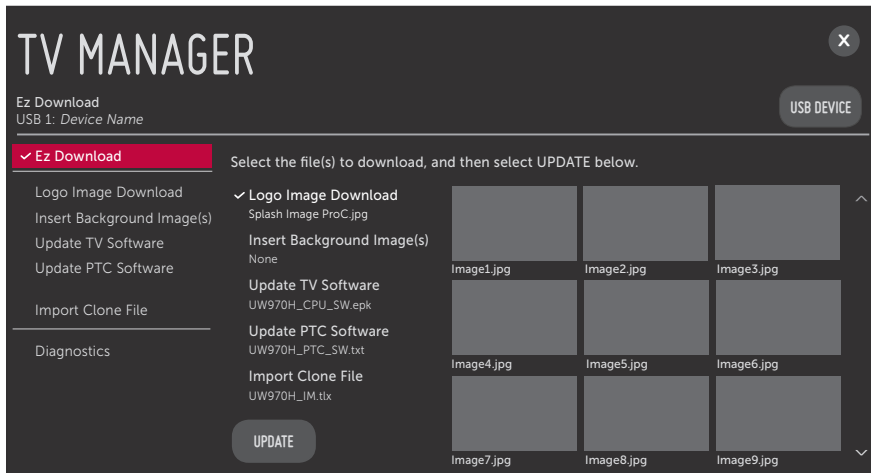 TV MANAGER
X
Ez Download
USB 1: Device Name
USB DEVICE
Ez Download
Logo Image Download
Insert Background Image(s)
Update TV Software
Update PTC Software
Import Clone File
Diagnostics
Select the file(s) to download, and then select UPDATE below.
Logo Image Download
Splash Image ProC.jpg
Insert Background Image(s)
None
Update TV Software
UW970H_CPU_SW.epk
Update PTC Software
UW970H_PTC_SW.txt
Import Clone File
UW970H_IM.tlx
UPDATE
Image1.jpg
Image2.jpg
Image3.jpg
Image4.jpg
Image5.jpg
Image6.jpg
Image7.jpg
Image8.jpg
Image9.jpg